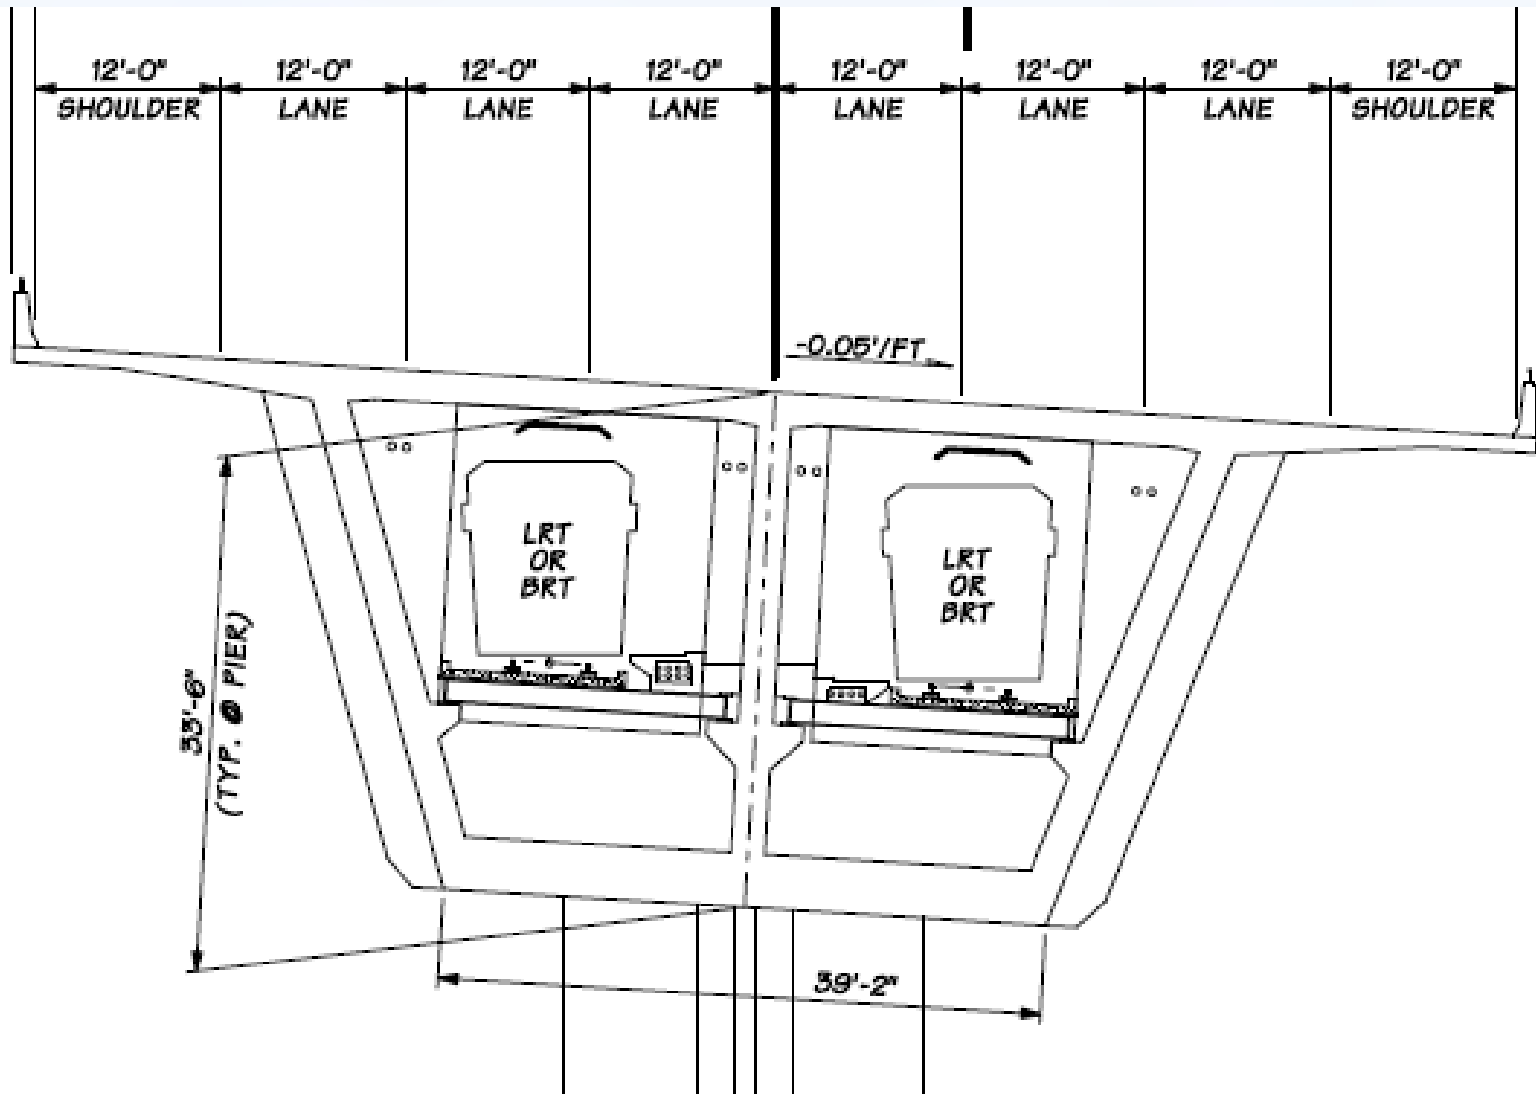 12'-0" 12'-0" 12'-0" 12'-0" 12'-0" 12'-0" 12'-0" 12'-0"
SHOULDER LANE LANE LANE LANE LANE LANE SHOULDER
-0.05'/FT
LRT
OR
BRT
LRT
OR
BRT
33'-6"
(TYP. @ PIER)
39'-2"